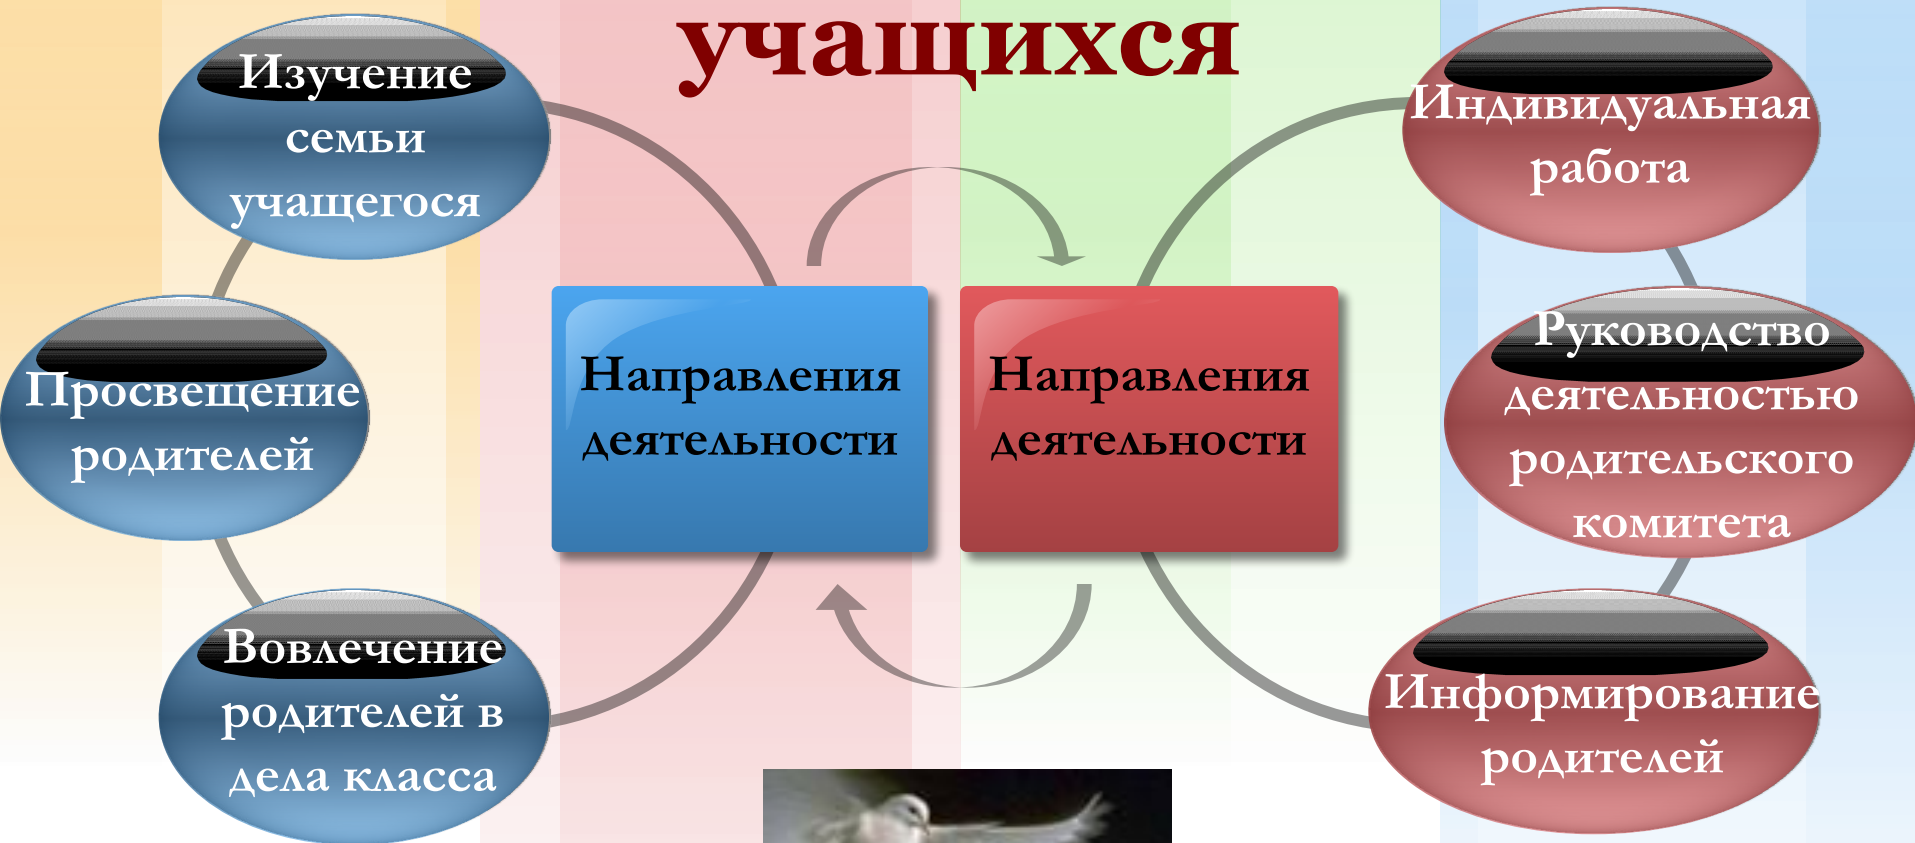 учащихся
Изучение
семьи
учащегося
Просвещение
родителей
Вовлечение
родителей в
дела класса
Направления
деятельности
Направления
деятельности
Индивидуальная
работа
Руководство
деятельностью
родительского
комитета
Информирование
родителей